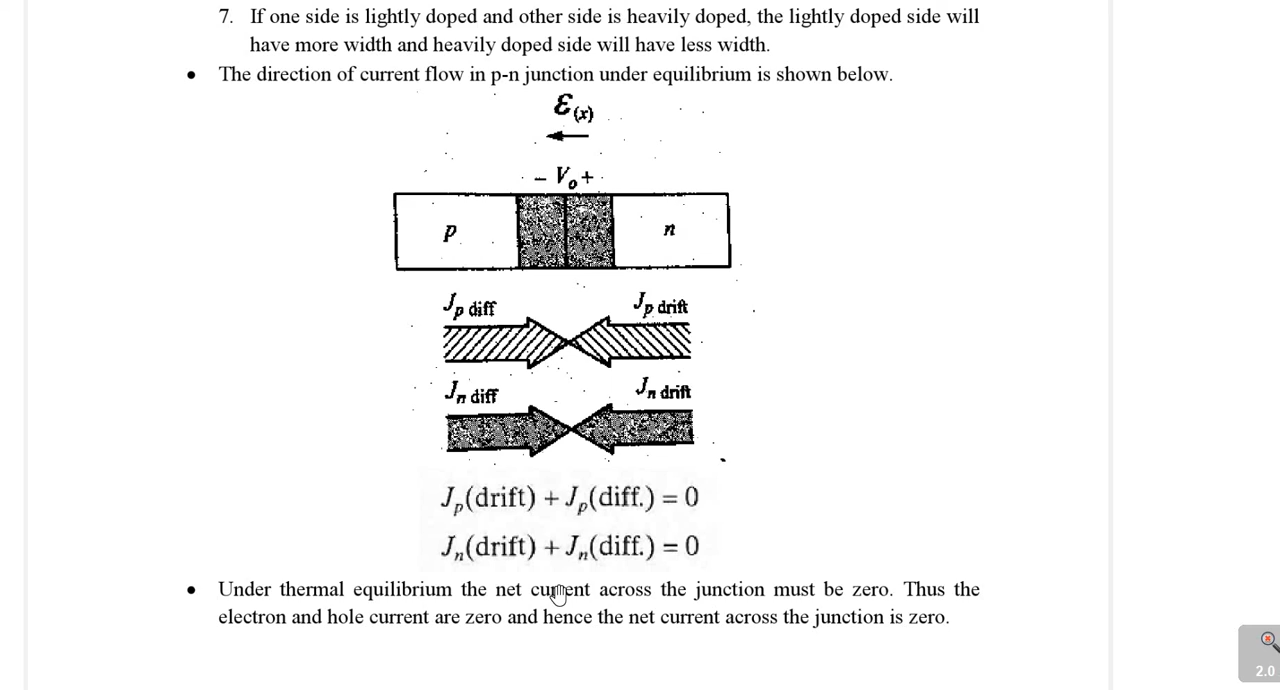 7. If one side is lightly doped and other side is heavily doped, the lightly doped side will
have more width and heavily doped side will have less width.
• The direction of current flow in p-n junction under equilibrium is shown below.
ℰ(x)
− Vo +
p n
Jp diff Jp drift
Jn diff Jn drift
Jp(drift) + Jp(diff.) = 0
Jn(drift) + Jn(diff.) = 0
• Under thermal equilibrium the net current across the junction must be zero. Thus the
electron and hole current are zero and hence the net current across the junction is zero.
2.0